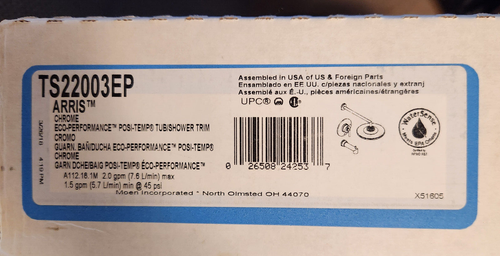 TS22003EP
ARRIS™
CHROME
ECO-PERFORMANCE™ POSI-TEMP® TUB/SHOWER TRIM
CROMO
GUARN. BAÑ/DUCHA ECO-PERFORMANCE™ POSI-TEMP®
CHROME
GARN DCHE/BAIG POSI-TEMP® ÉCO-PERFORMANCE™
A112.18.1M 2.0 gpm (7.6 L/min) max
1.5 gpm (5.7 L/min) min @ 45 psi
Moen Incorporated * North Olmsted OH 44070
Assembled in USA of US & Foreign Parts
Ensamblado en EE UU. c/piezas nacionales y extranj
Assemblé aux É.-U., pièces américaines/étrangères
UPC®
0 26508 24253 7
WaterSense
X51605